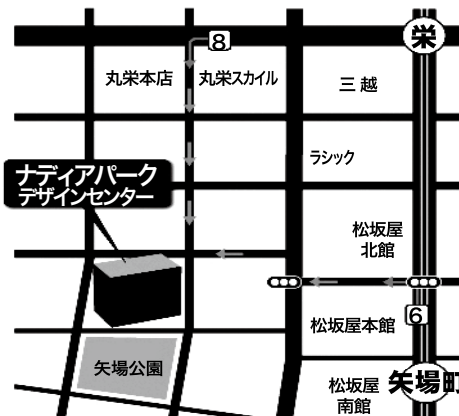 栄
8
丸栄本店
丸栄スカイル
三越
ラシック
ナディアパーク
デザインセンター
松坂屋
北館
6
松坂屋本館
矢場公園
矢場町
松坂屋
南館